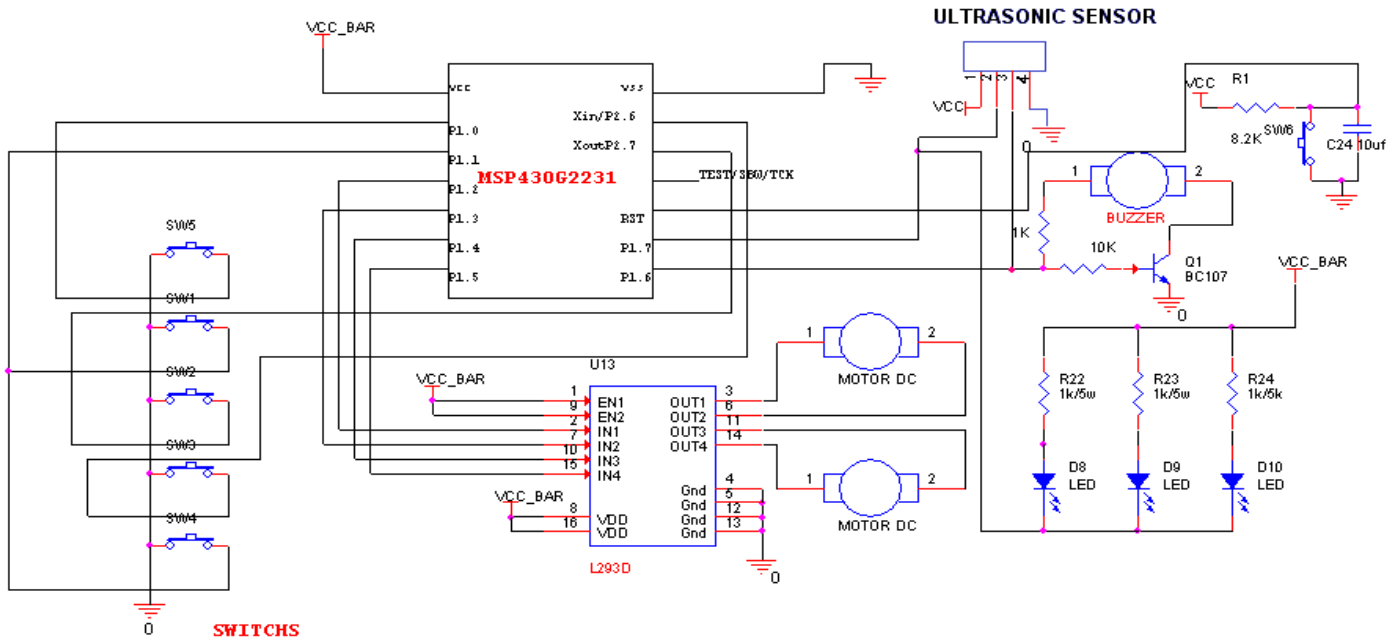 ULTRASONIC SENSOR
VCC_BAR
VCC
VSS
P1.0
P1.1
P1.2
P1.3
P1.4
P1.5
MSP430G2231
Xin/P2.6
XoutP2.7
TEST/SBW/TCK
RST
P1.7
P1.6
1
2
3
4
VCC
0
VCC
R1
8.2K
SW6
C24 10uf
1
2
BUZZER
1K
10K
Q1
BC107
0
VCC_BAR
R22
1k/5w
R23
1k/5w
R24
1k/5k
D8
LED
D9
LED
D10
LED
SW5
SW1
SW2
SW3
SW4
0
SWITCHS
U13
VCC_BAR
1
9
2
7
10
15
EN1
EN2
IN1
IN2
IN3
IN4
VCC_BAR
8
16
VDD
VDD
OUT1
OUT2
OUT3
OUT4
3
6
11
14
Gnd
Gnd
Gnd
Gnd
4
5
12
13
0
L293D
1
2
MOTOR DC
1
2
MOTOR DC